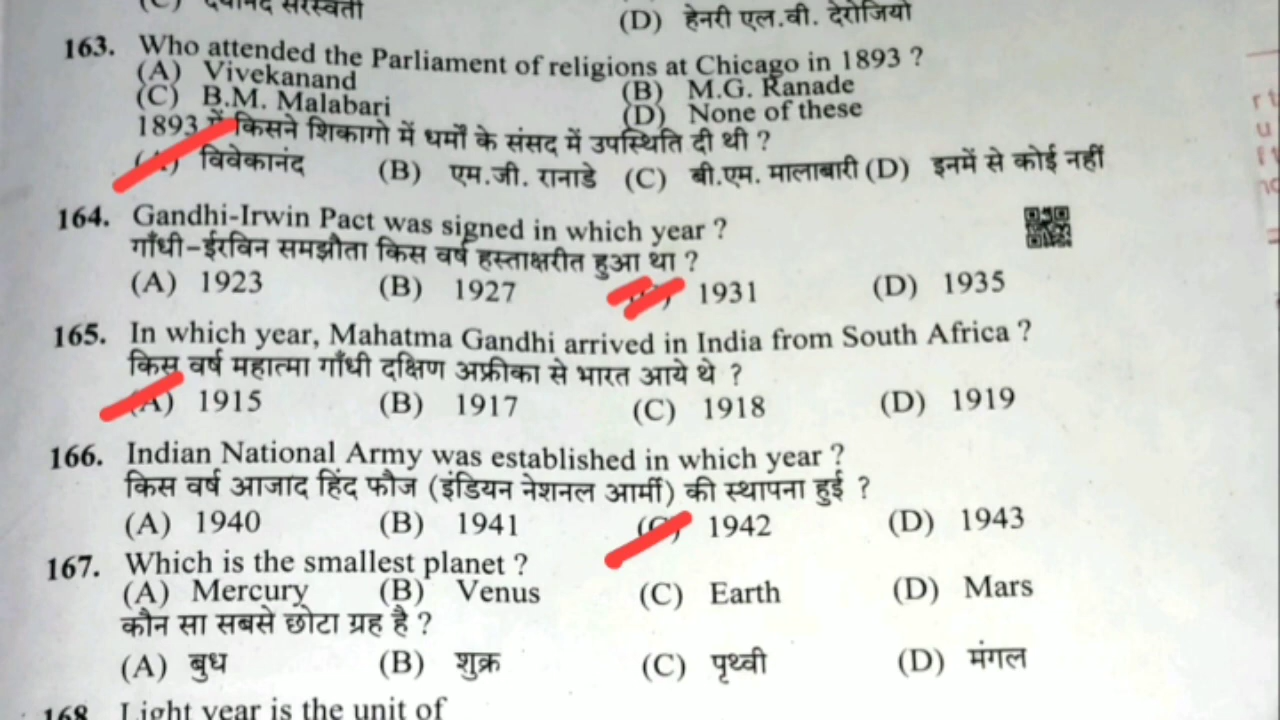 (C) दयानंद सरस्वती (D) हेनरी एल.वी. देरोजियो
163. Who attended the Parliament of religions at Chicago in 1893 ?
(A) Vivekanand (B) M.G. Ranade
(C) B.M. Malabari (D) None of these
1893 में किसने शिकागो में धर्मों के संसद में उपस्थिति दी थी ?
(A) विवेकानंद (B) एम.जी. रानाडे (C) बी.एम. मालाबारी (D) इनमें से कोई नहीं
164. Gandhi-Irwin Pact was signed in which year ?
गाँधी-ईरविन समझौता किस वर्ष हस्ताक्षरीत हुआ था ?
(A) 1923 (B) 1927 (C) 1931 (D) 1935
165. In which year, Mahatma Gandhi arrived in India from South Africa ?
किस वर्ष महात्मा गाँधी दक्षिण अफ्रीका से भारत आये थे ?
(A) 1915 (B) 1917 (C) 1918 (D) 1919
166. Indian National Army was established in which year ?
किस वर्ष आजाद हिंद फौज (इंडियन नेशनल आर्मी) की स्थापना हुई ?
(A) 1940 (B) 1941 (C) 1942 (D) 1943
167. Which is the smallest planet ?
(A) Mercury (B) Venus (C) Earth (D) Mars
कौन सा सबसे छोटा ग्रह है ?
(A) बुध (B) शुक्र (C) पृथ्वी (D) मंगल
168. Light year is the unit of